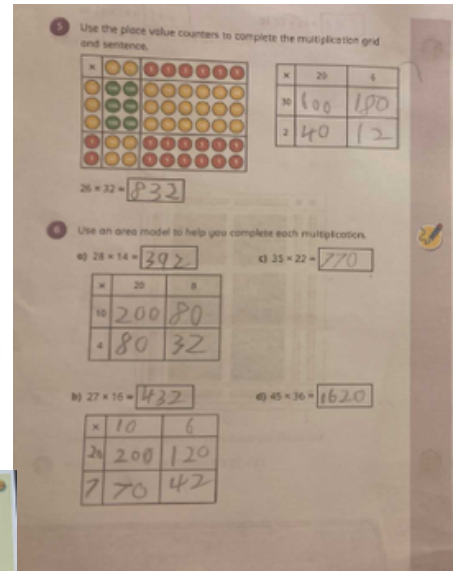 5 Use the place value counters to complete the multiplication grid
and sentence.
× 20 6
30 100 180
2 40 12
26 × 32 = 832
6 Use an area model to help you complete each multiplication.
a) 28 × 14 = 392
c) 35 × 22 = 770
× 20 8
10 200 80
4 80 32
b) 27 × 16 = 432
d) 45 × 36 = 1620
× 10 6
20 200 120
7 70 42